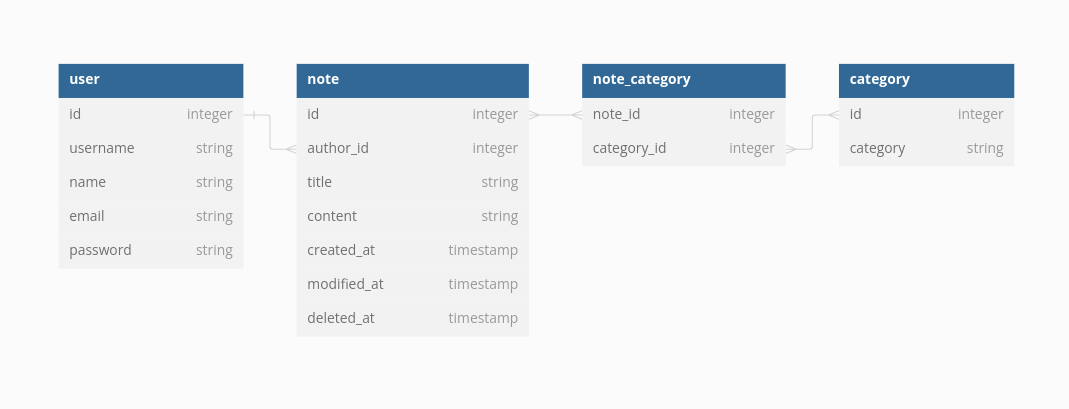 user
id integer
username string
name string
email string
password string
note
id integer
author_id integer
title string
content string
created_at timestamp
modified_at timestamp
deleted_at timestamp
note_category
note_id integer
category_id integer
category
id integer
category string